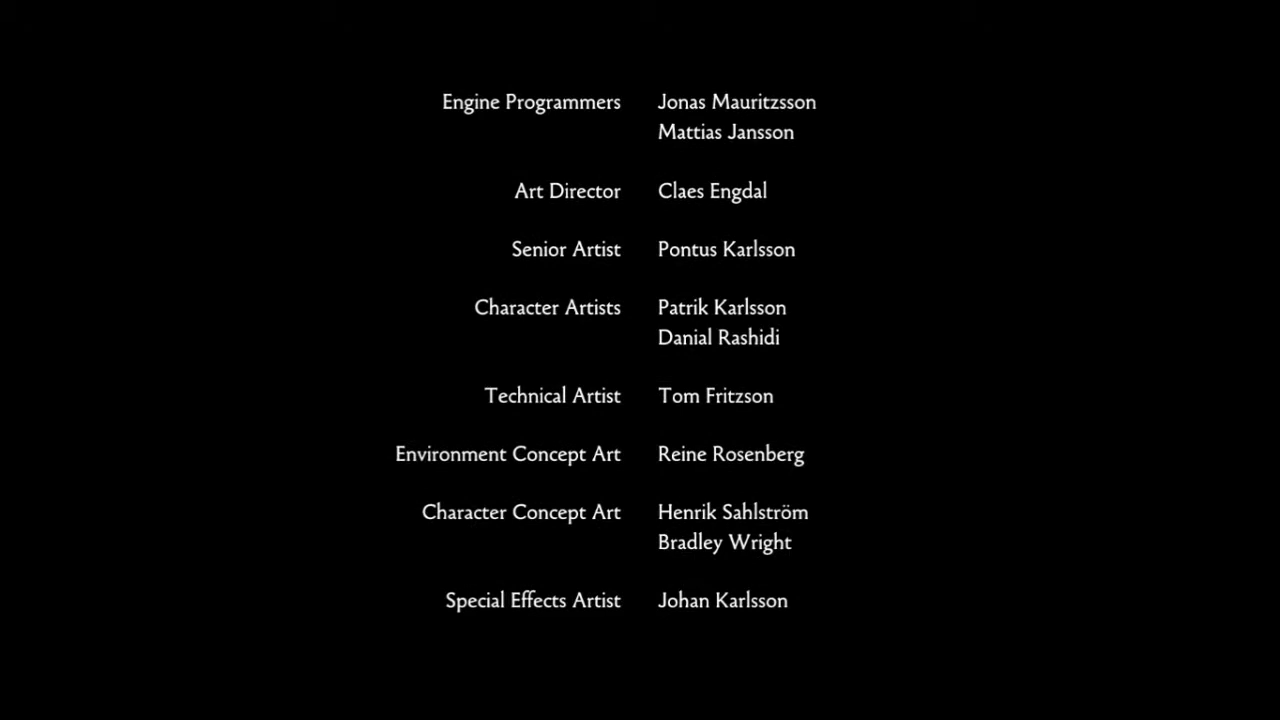 Engine Programmers Jonas Mauritzsson
Mattias Jansson
Art Director Claes Engdal
Senior Artist Pontus Karlsson
Character Artists Patrik Karlsson
Danial Rashidi
Technical Artist Tom Fritzson
Environment Concept Art Reine Rosenberg
Character Concept Art Henrik Sahlström
Bradley Wright
Special Effects Artist Johan Karlsson